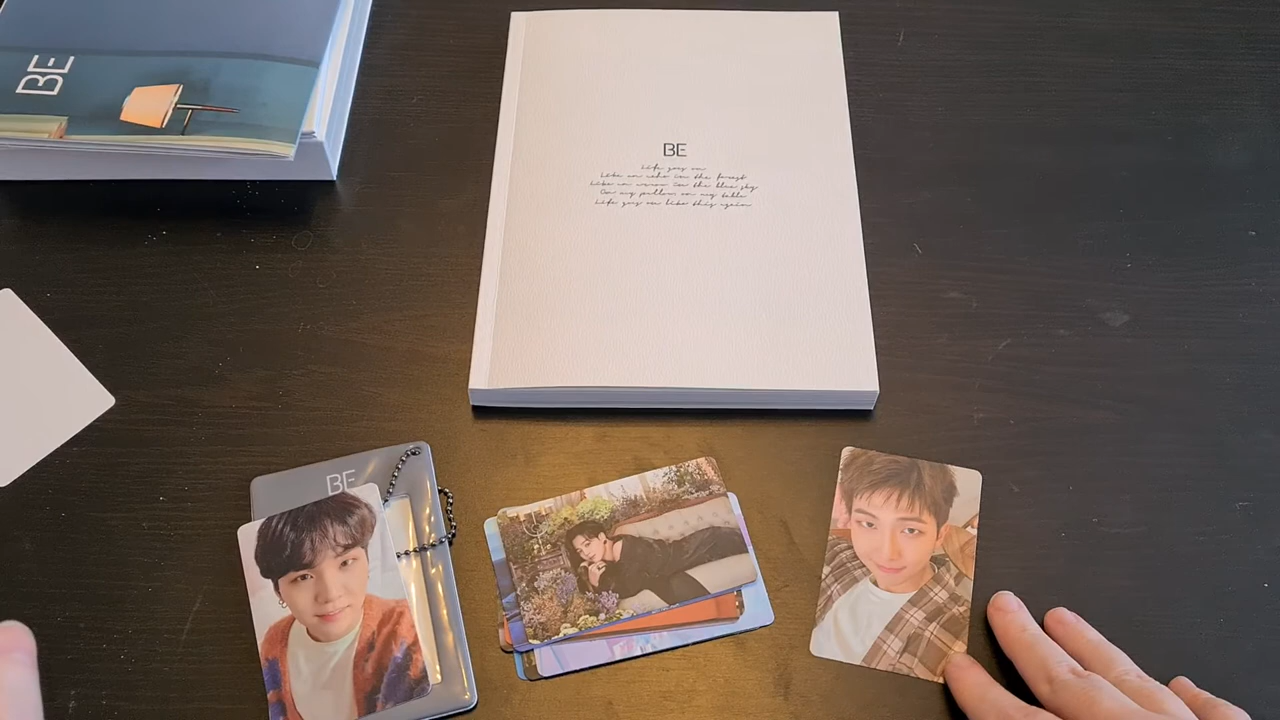 BE
BE
Life goes on
Like an echo in the forest
Like an arrow in the blue sky
On my pillow on my table
Life goes on like this again
BE